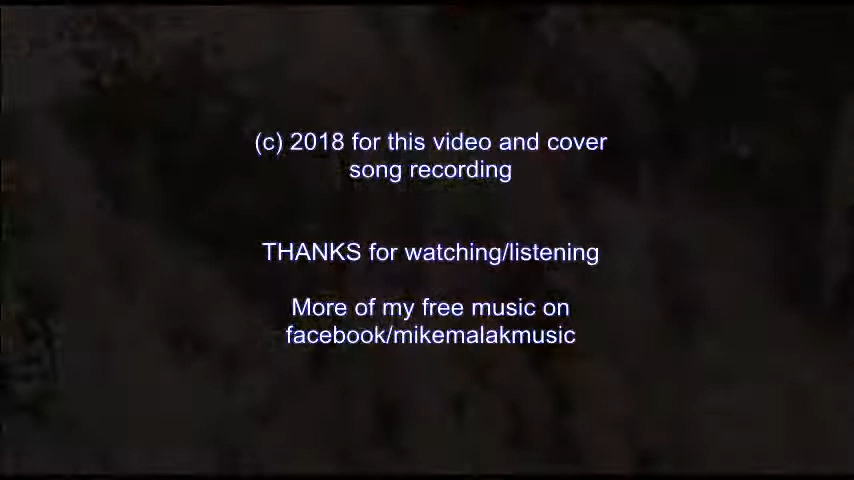 (c) 2018 for this video and cover
song recording
THANKS for watching/listening
More of my free music on
facebook/mikemalakmusic